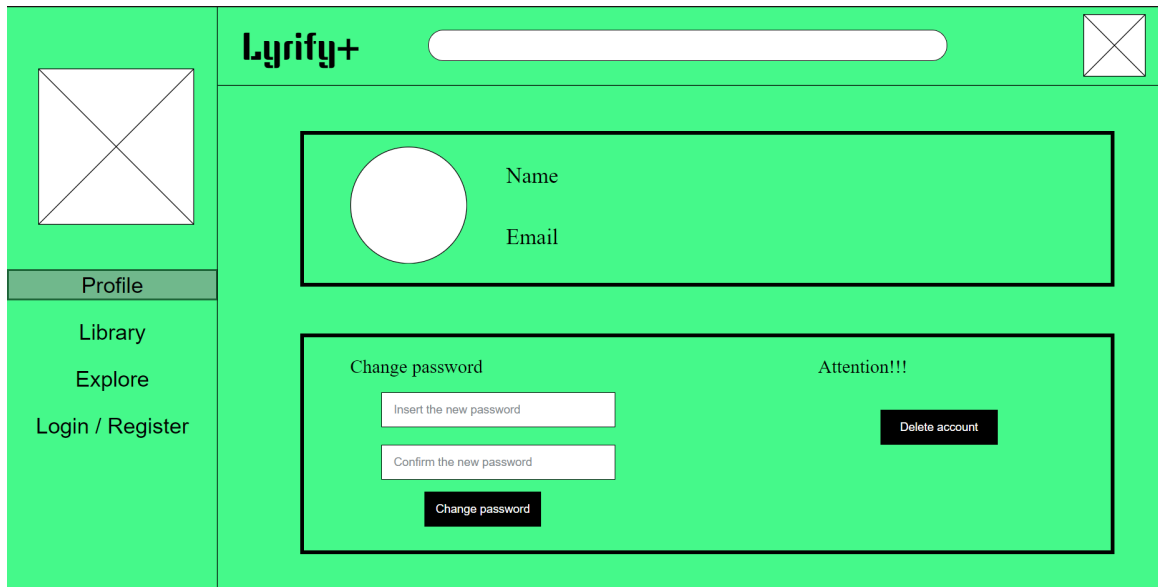 Lyrify+
Profile
Library
Explore
Login / Register
Name
Email
Change password
Insert the new password
Confirm the new password
Change password
Attention!!!
Delete account